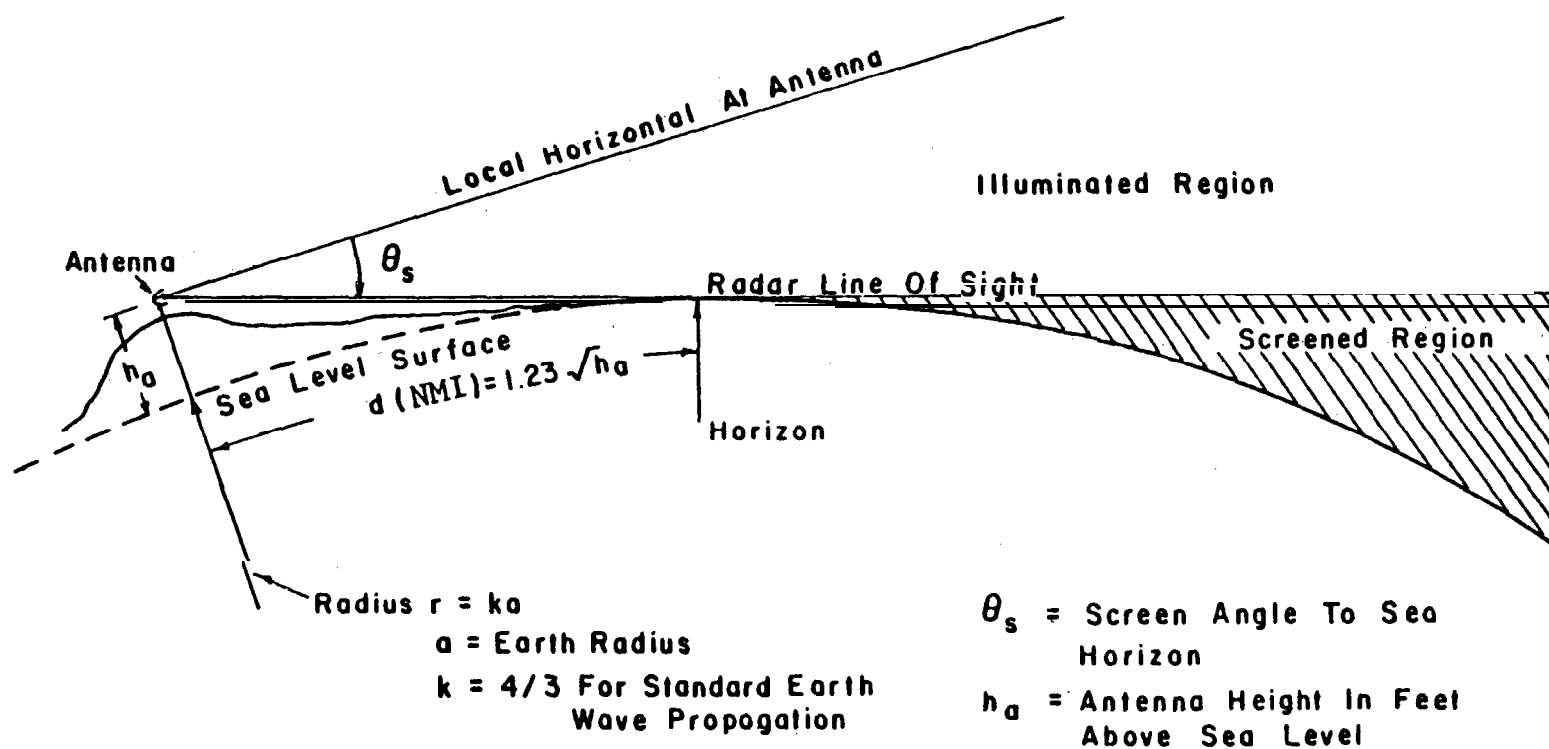 Local Horizontal At Antenna
Illuminated Region
Antenna
θs
Radar Line Of Sight
Screened Region
ha
Sea Level Surface
d (NMI) = 1.23 √ha
Horizon
Radius r = ka
a = Earth Radius
k = 4/3 For Standard Earth
Wave Propogation
θs = Screen Angle To Sea
Horizon
ha = Antenna Height In Feet
Above Sea Level